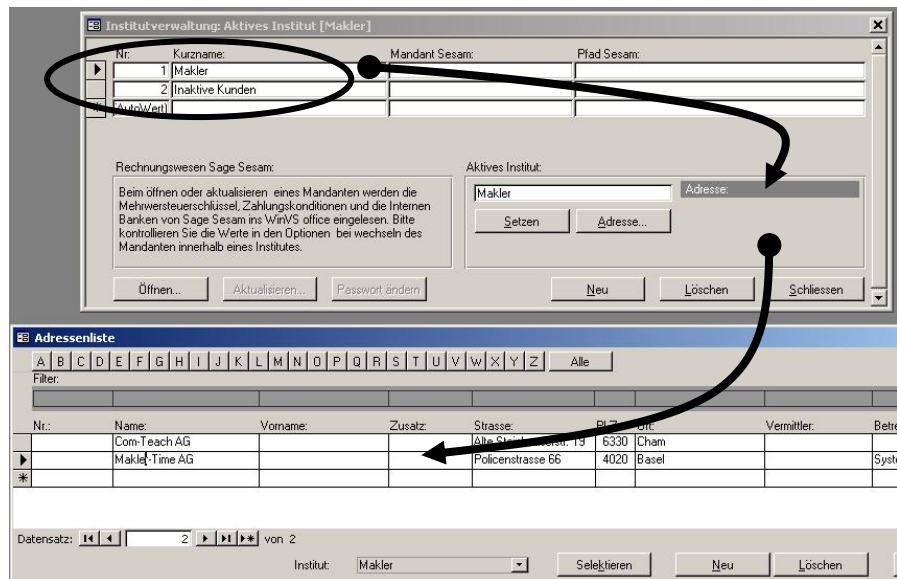 Institutverwaltung: Aktives Institut [Makler]
Nr: Kurzname: Mandant Sesam: Pfad Sesam:
1 Makler
2 Inaktive Kunden
(AutoWert)
Rechnungswesen Sage Sesam: Aktives Institut:
Beim öffnen oder aktualisieren eines Mandanten werden die
Mehrwersteuerschlüssel, Zahlungskonditionen und die Internen
Banken von Sage Sesam ins WinVS office eingelesen. Bitte
kontrollieren Sie die Werte in den Optionen bei wechseln des
Mandanten innerhalb eines Institutes.
Makler Adresse:
Setzen Adresse...
Öffnen... Aktualisieren... Passwort ändern Neu Löschen Schliessen
Adressenliste
A B C D E F G H I J K L M N O P Q R S T U V W X Y Z Alle
Filter:
Nr.: Name: Vorname: Zusatz: Strasse: Ort: Vermittler:
Com-Teach AG 19 6330 Cham
Makler-Time AG Policenstrasse 66 4020 Basel
Datensatz: 2 von 2
Institut: Makler Selektieren Neu Löschen